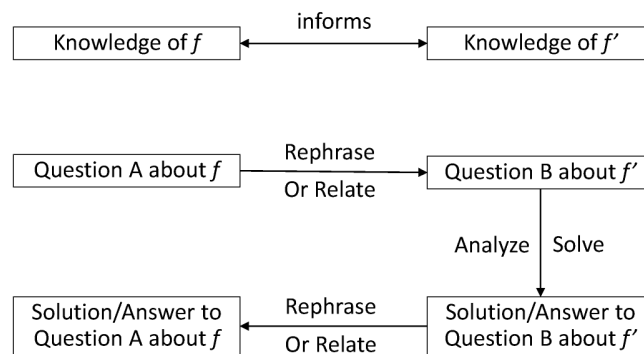 informs
Knowledge of f
Knowledge of f'
Rephrase
Question A about f
Question B about f'
Or Relate
Analyze
Solve
Solution/Answer to
Question A about f
Rephrase
Or Relate
Solution/Answer to
Question B about f'